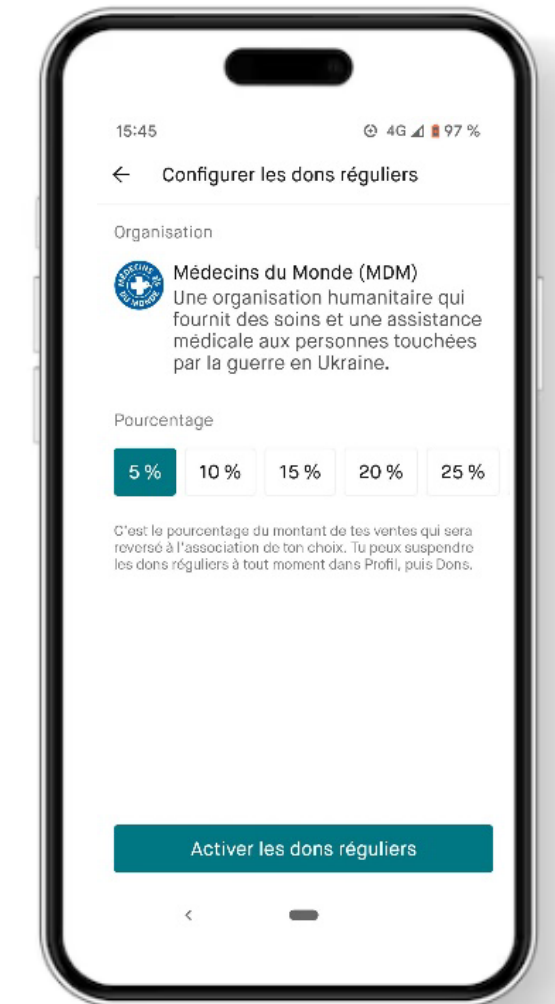 15:45 4G 97 %
← Configurer les dons réguliers
Organisation
MÉDECINS DU MONDE
Médecins du Monde (MDM)
Une organisation humanitaire qui
fournit des soins et une assistance
médicale aux personnes touchées
par la guerre en Ukraine.
Pourcentage
5 % 10 % 15 % 20 % 25 %
C'est le pourcentage du montant de tes ventes qui sera
reversé à l'association de ton choix. Tu peux suspendre
les dons réguliers à tout moment dans Profil, puis Dons.
Activer les dons réguliers